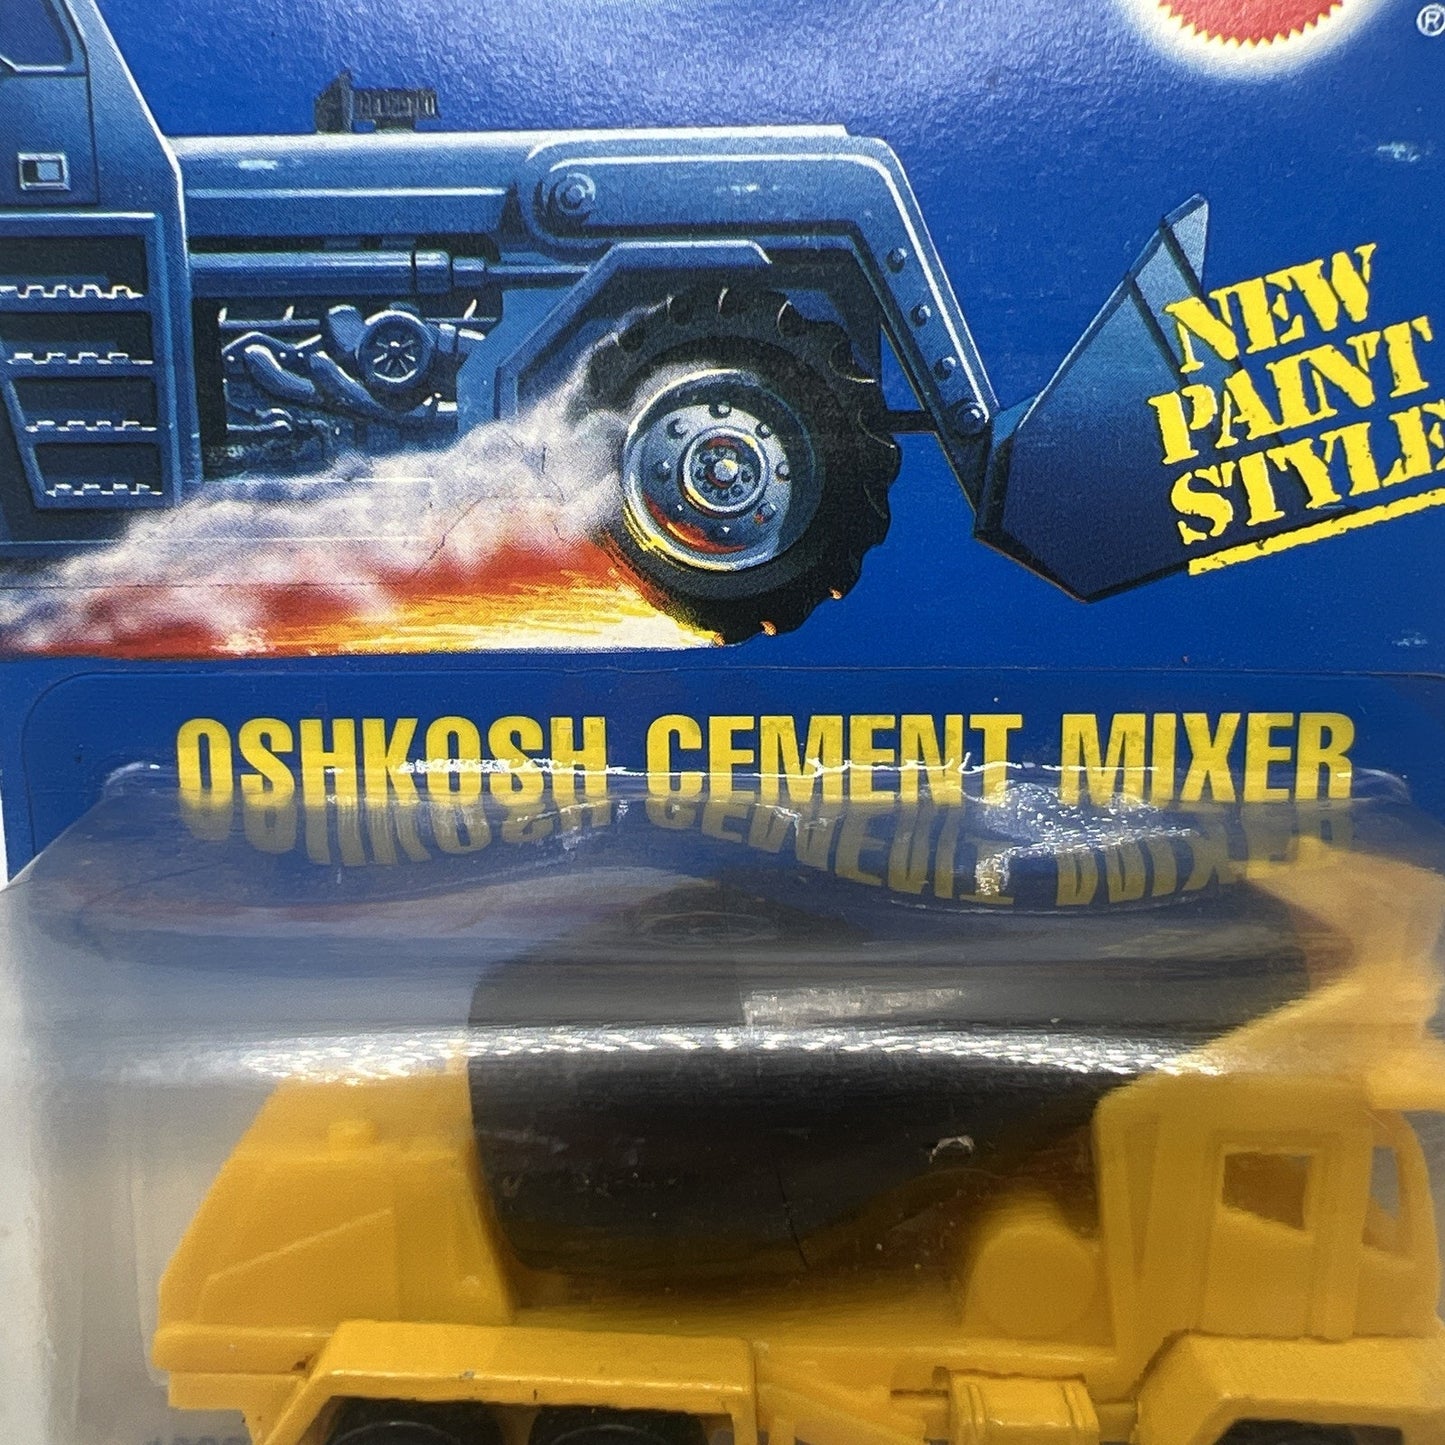 ®
NEW
PAINT
STYLE
OSHKOSH CEMENT MIXER